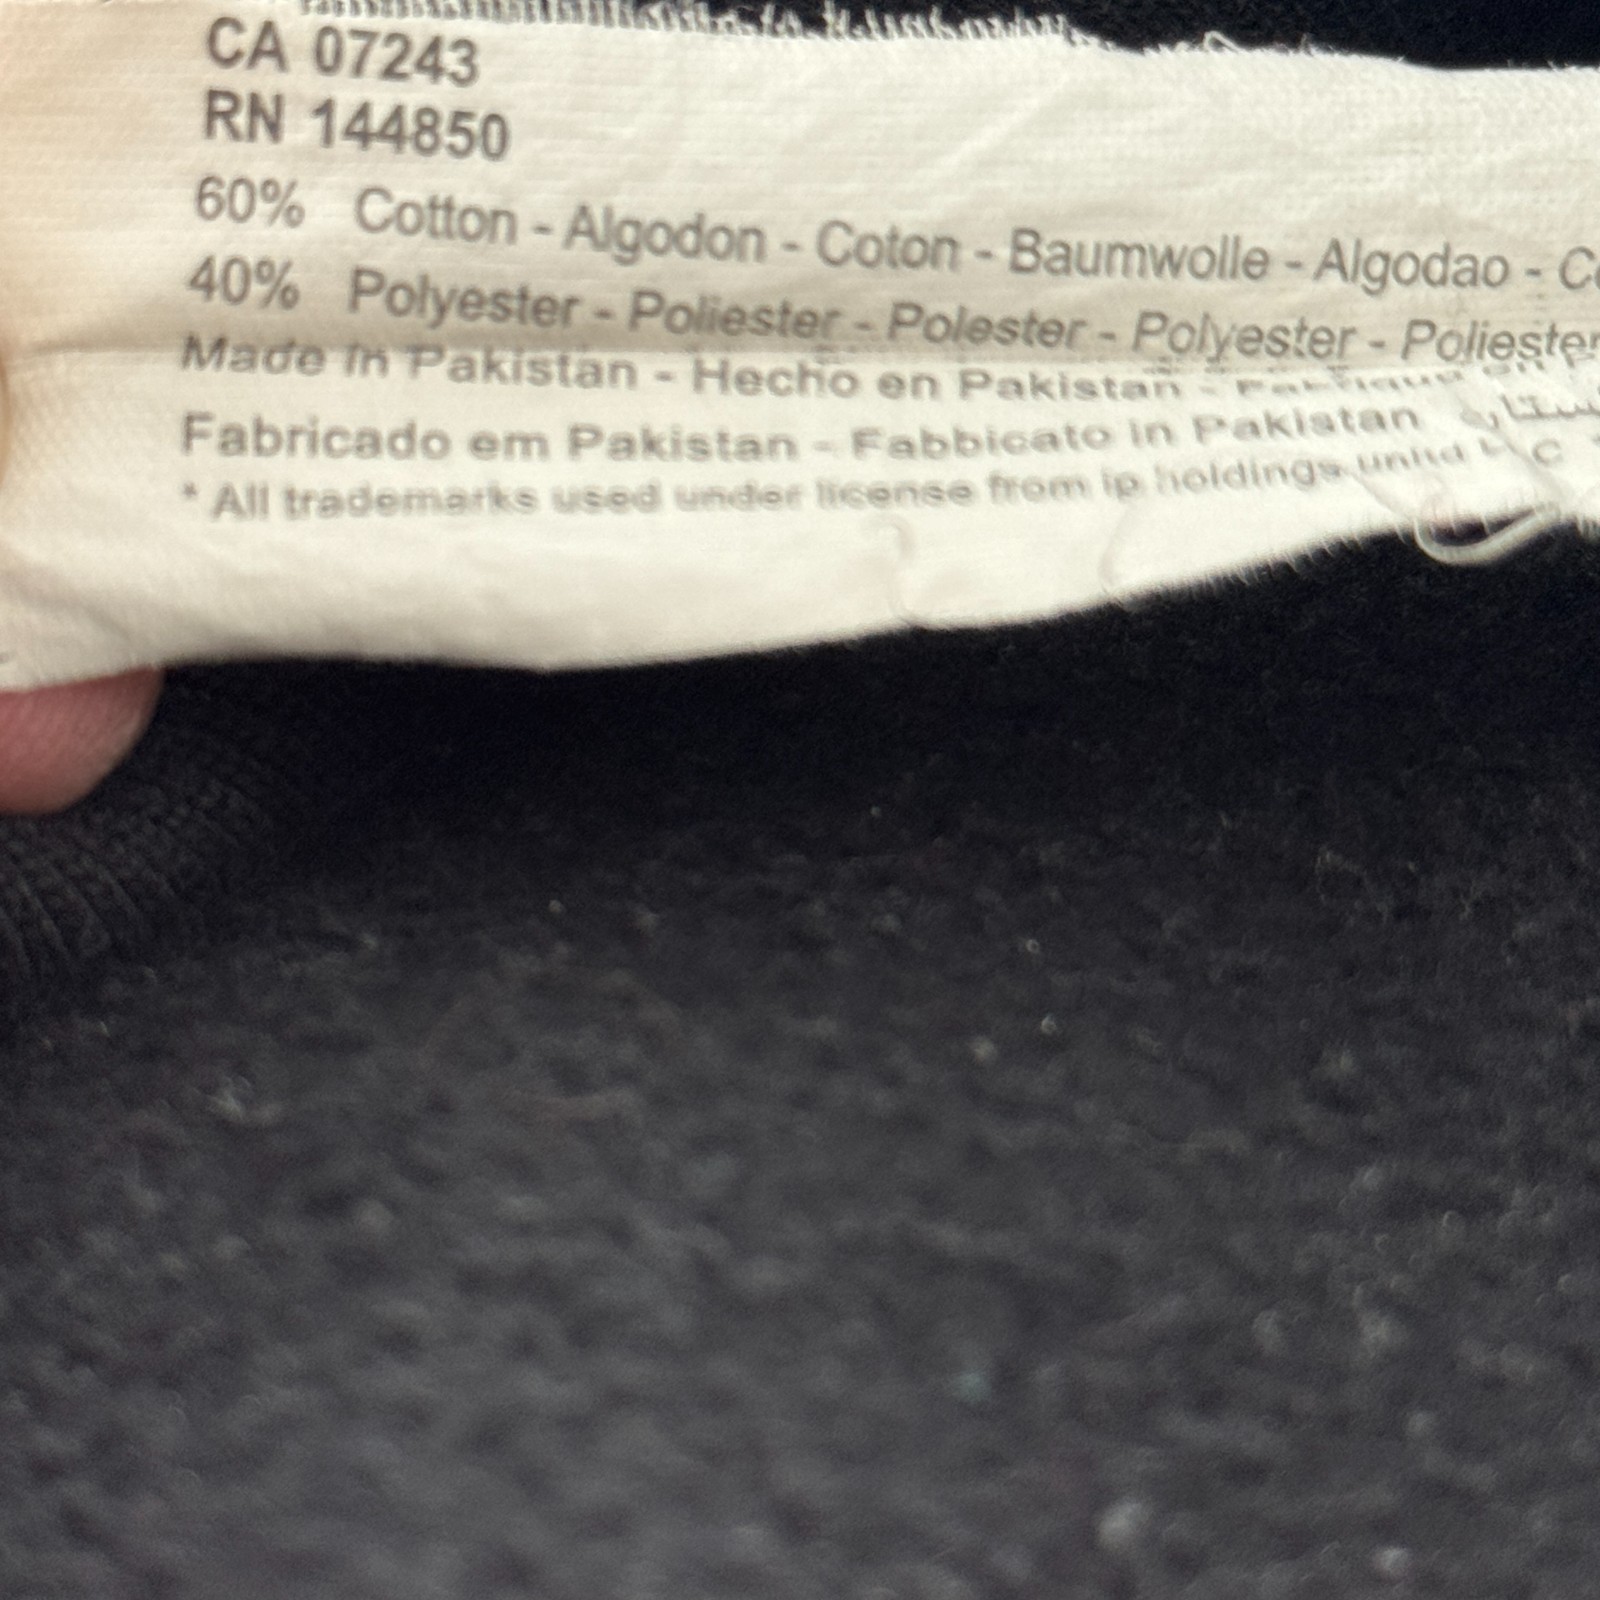 CA 07243
RN 144850
60% Cotton - Algodon - Coton - Baumwolle - Algodao -
40% Polyester - Poliester - Polester - Polyester - Poliester
Made in Pakistan - Hecho en Pakistan -
Fabricado em Pakistan - Fabbicato in Pakistan
* All trademarks used under license from ip holdings